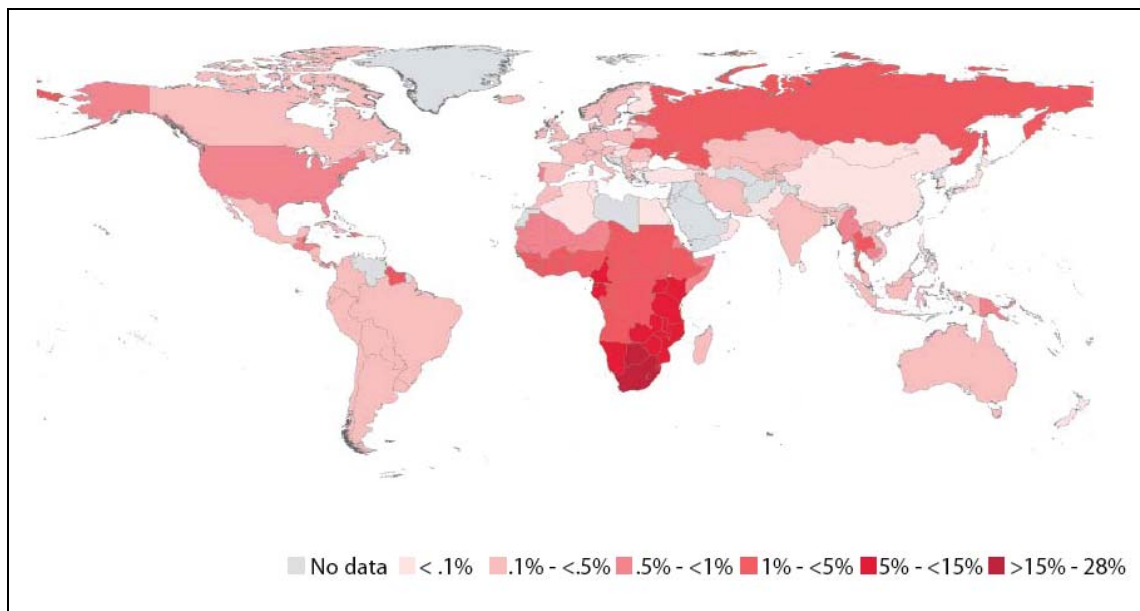 No data < .1% .1% - <.5% .5% - <1% 1% - <5% 5% - <15% >15% - 28%